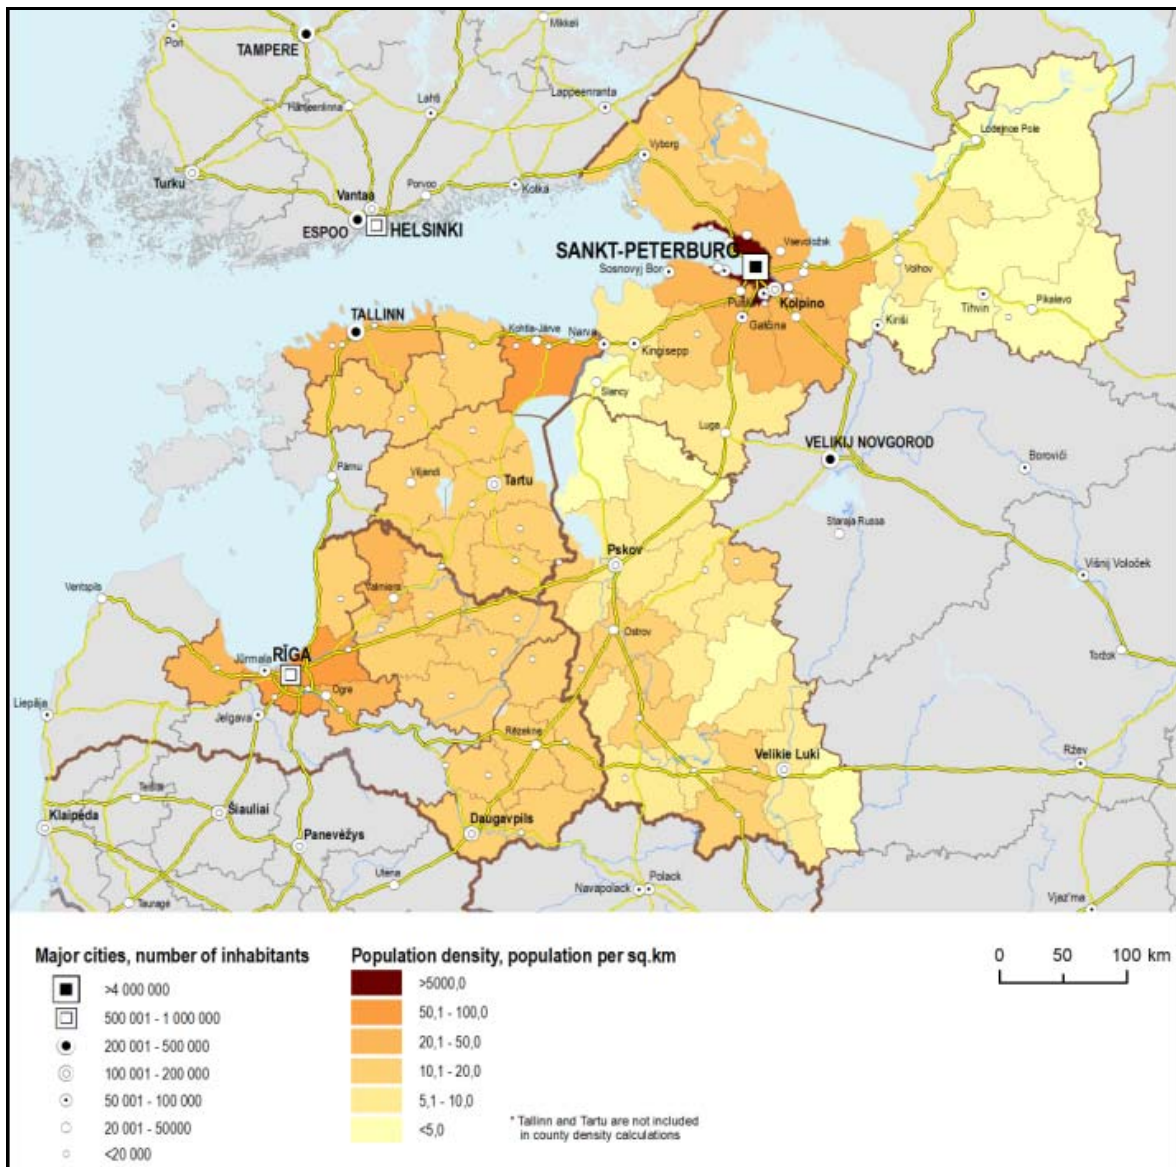 Mikkeli
Pori
TAMPERE
Lappeenranta
Hämeenlinna
Lahti
Lodejnoe Pole
Vyborg
Turku
Vantaa
Porvoo
Kotka
ESPOO
HELSINKI
SANKT-PETERBURG
Vsevoložsk
Sosnovyj Bor
Volhov
Puškin
Kolpino
Tihvin
Pikalevo
TALLINN
Gatčina
Kiriši
Kohtla-Järve
Narva
Kingisepp
Slancy
Luga
VELIKIJ NOVGOROD
Pärnu
Viljandi
Tartu
Boroviči
Staraja Russa
Pskov
Višnij Voloček
Ventspils
Valmiera
Ostrov
RĪGA
Jūrmala
Toržok
Ogre
Liepāja
Jelgava
Rēzekne
Velikie Luki
Ržev
Telšiai
Klaipėda
Šiauliai
Daugavpils
Panevėžys
Utena
Navapolack
Polack
Tauragė
Vjaz'ma
Major cities, number of inhabitants
>4 000 000
500 001 - 1 000 000
200 001 - 500 000
100 001 - 200 000
50 001 - 100 000
20 001 - 50000
<20 000
Population density, population per sq.km
>5000,0
50,1 - 100,0
20,1 - 50,0
10,1 - 20,0
5,1 - 10,0
<5,0
* Tallinn and Tartu are not included
in county density calculations
0 50 100 km